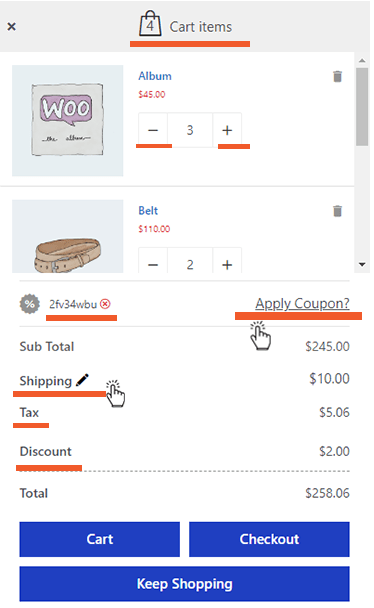 ×
4 Cart items
Album
$45.00
WOO
the album
− 3 +
Belt
$110.00
− 2 +
% 2fv34wbu Apply Coupon?
Sub Total $245.00
Shipping $10.00
Tax $5.06
Discount $2.00
Total $258.06
Cart Checkout
Keep Shopping